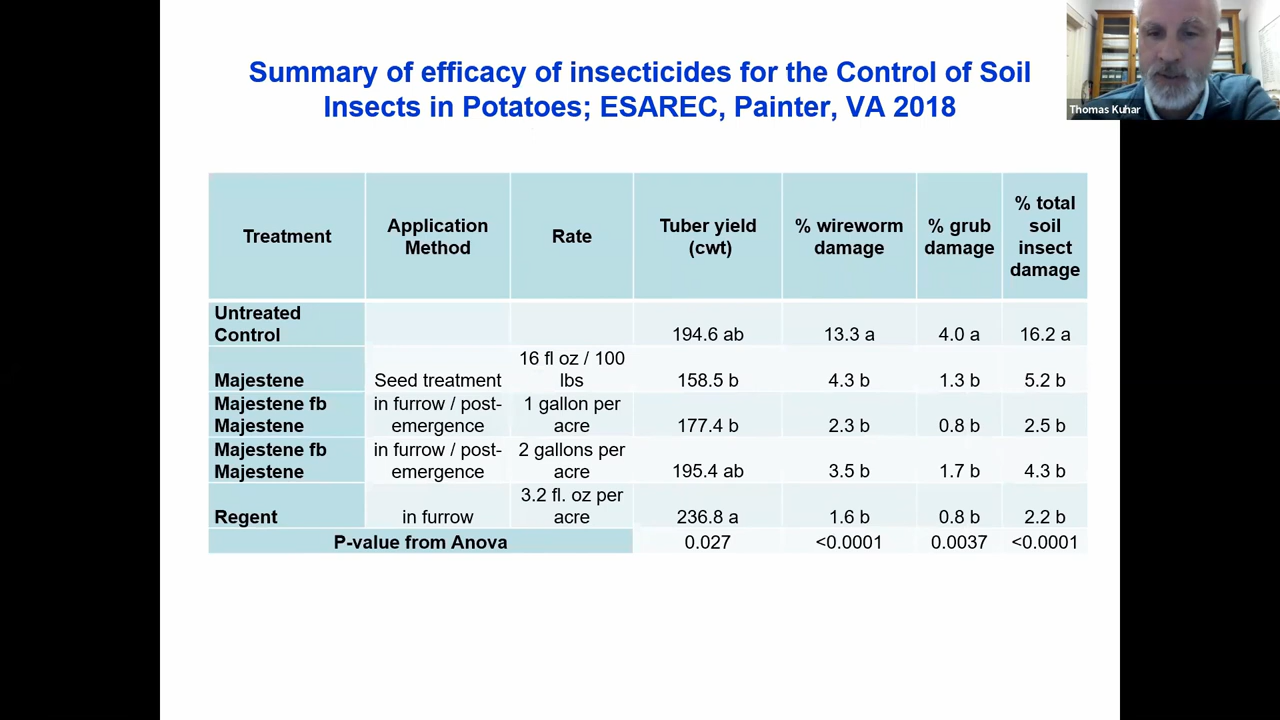 Summary of efficacy of insecticides for the Control of Soil
Insects in Potatoes; ESAREC, Painter, VA 2018
Thomas Kuhar
Treatment
Application
Method
Rate
Tuber yield
(cwt)
% wireworm
damage
% grub
damage
% total
soil
insect
damage
Untreated
Control
194.6 ab
13.3 a
4.0 a
16.2 a
Majestene
Seed treatment
16 fl oz / 100
lbs
158.5 b
4.3 b
1.3 b
5.2 b
Majestene fb
Majestene
in furrow / post-
emergence
1 gallon per
acre
177.4 b
2.3 b
0.8 b
2.5 b
Majestene fb
Majestene
in furrow / post-
emergence
2 gallons per
acre
195.4 ab
3.5 b
1.7 b
4.3 b
Regent
in furrow
3.2 fl. oz per
acre
236.8 a
1.6 b
0.8 b
2.2 b
P-value from Anova
0.027
<0.0001
0.0037
<0.0001